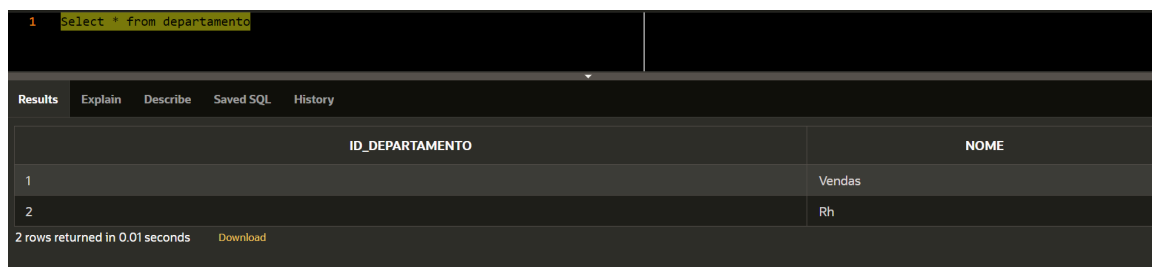 1 Select * from departamento
Results Explain Describe Saved SQL History
ID_DEPARTAMENTO NOME
1 Vendas
2 Rh
2 rows returned in 0.01 seconds Download